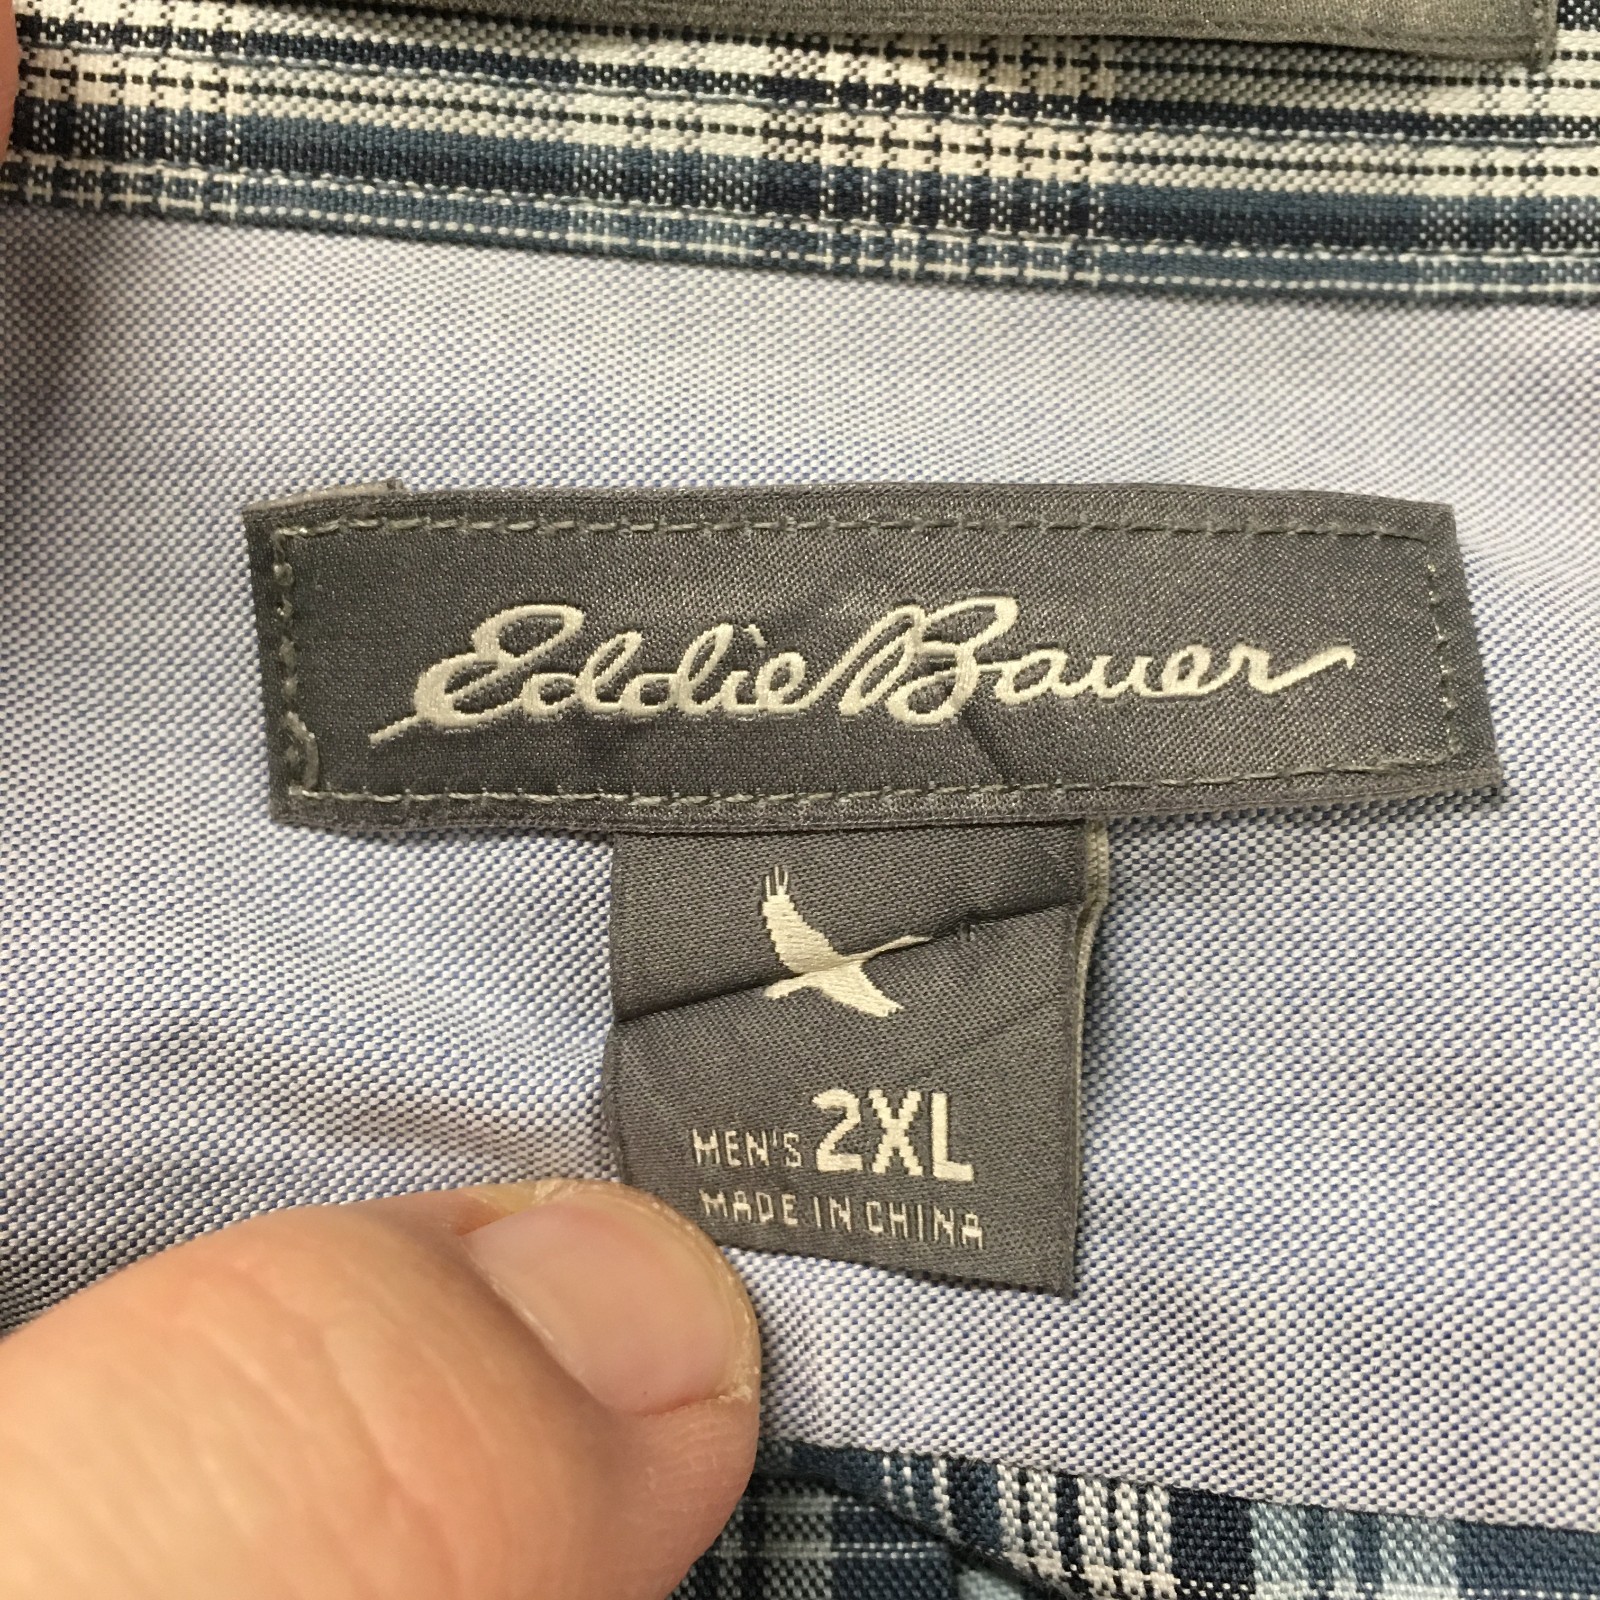 Eddie Bauer
MEN'S 2XL
MADE IN CHINA